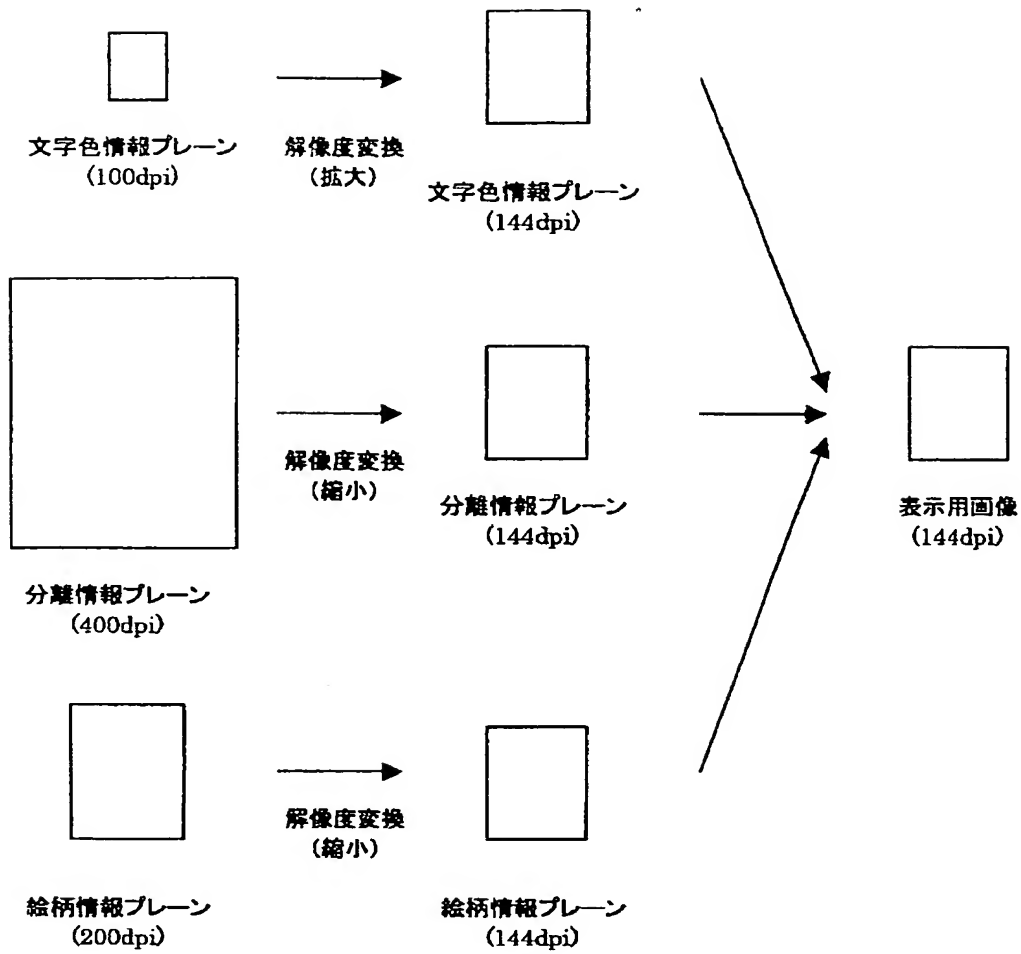 文字色情報プレーン
(100dpi)
解像度変換
(拡大)
文字色情報プレーン
(144dpi)
分離情報プレーン
(400dpi)
解像度変換
(縮小)
分離情報プレーン
(144dpi)
表示用画像
(144dpi)
絵柄情報プレーン
(200dpi)
解像度変換
(縮小)
絵柄情報プレーン
(144dpi)